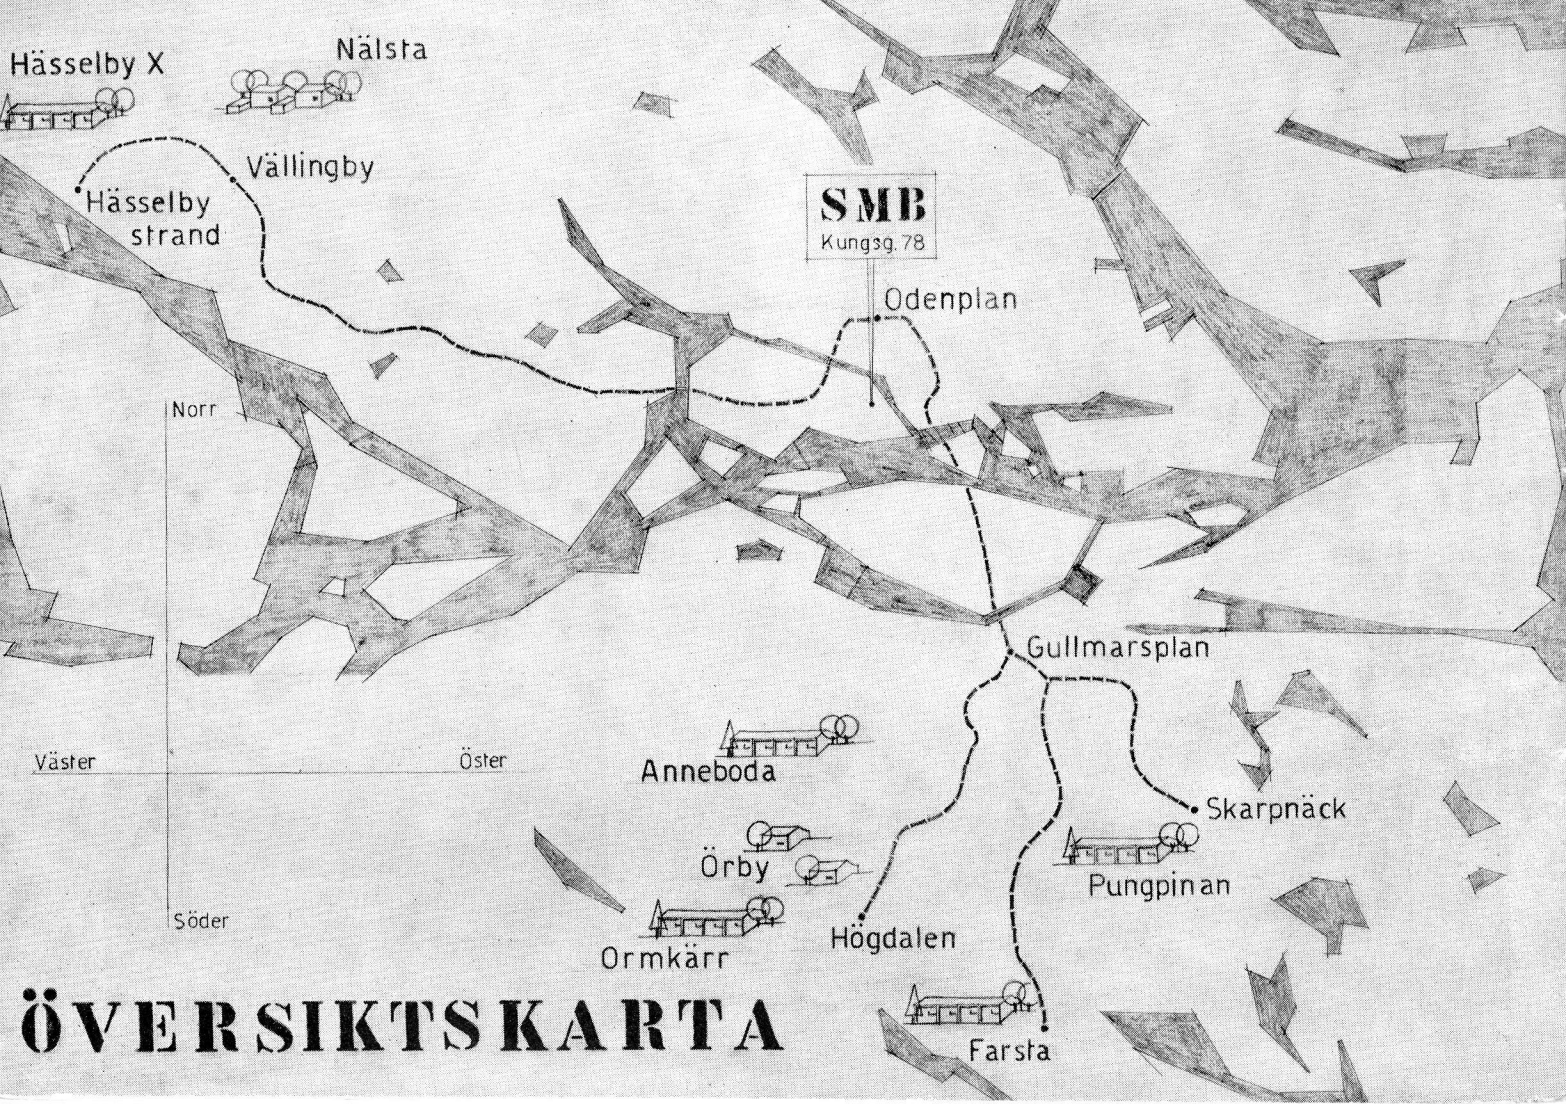 Nälsta
Hässelby X
Vällingby
Hässelby
strand
SMB
Kungsg. 78
Odenplan
Norr
Gullmarsplan
Väster
Öster
Anneboda
Skarpnäck
Örby
Pungpinan
Söder
Högdalen
Ormkärr
ÖVERSIKTSKARTA
Farsta